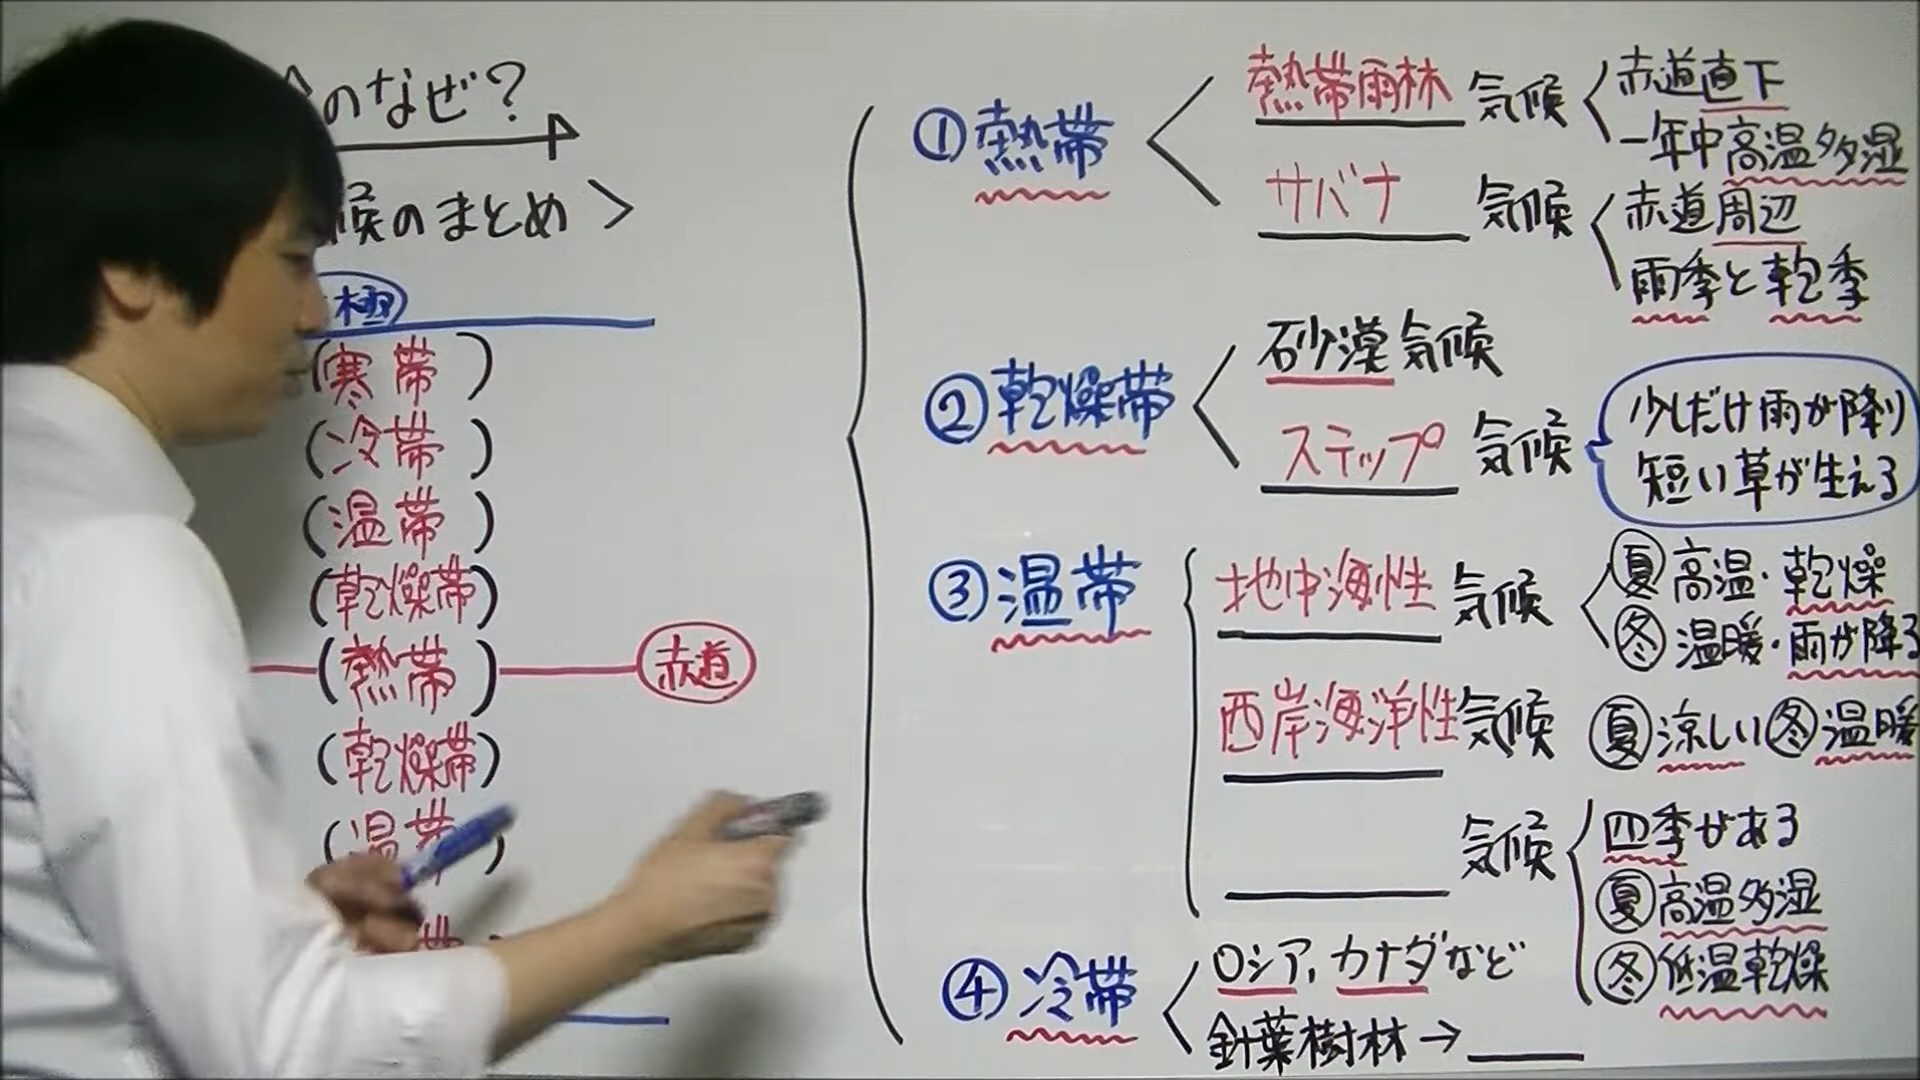 のなぜ?
候のまとめ>
極
(寒帯)
(冷帯)
(温帯)
(乾燥帯)
(熱帯) 赤道
(乾燥帯)
(温帯)
帯
①熱帯
熱帯雨林気候
赤道直下
一年中高温多湿
サバナ気候
赤道周辺
雨季と乾季
②乾燥帯
砂漠気候
ステップ気候
少しだけ雨が降り
短い草が生える
③温帯
地中海性気候
夏高温・乾燥
冬温暖・雨が降る
西岸海洋性気候
夏涼しい冬温暖
気候
四季がある
夏高温多湿
冬低温乾燥
④冷帯
ロシア,カナダなど
針葉樹林→